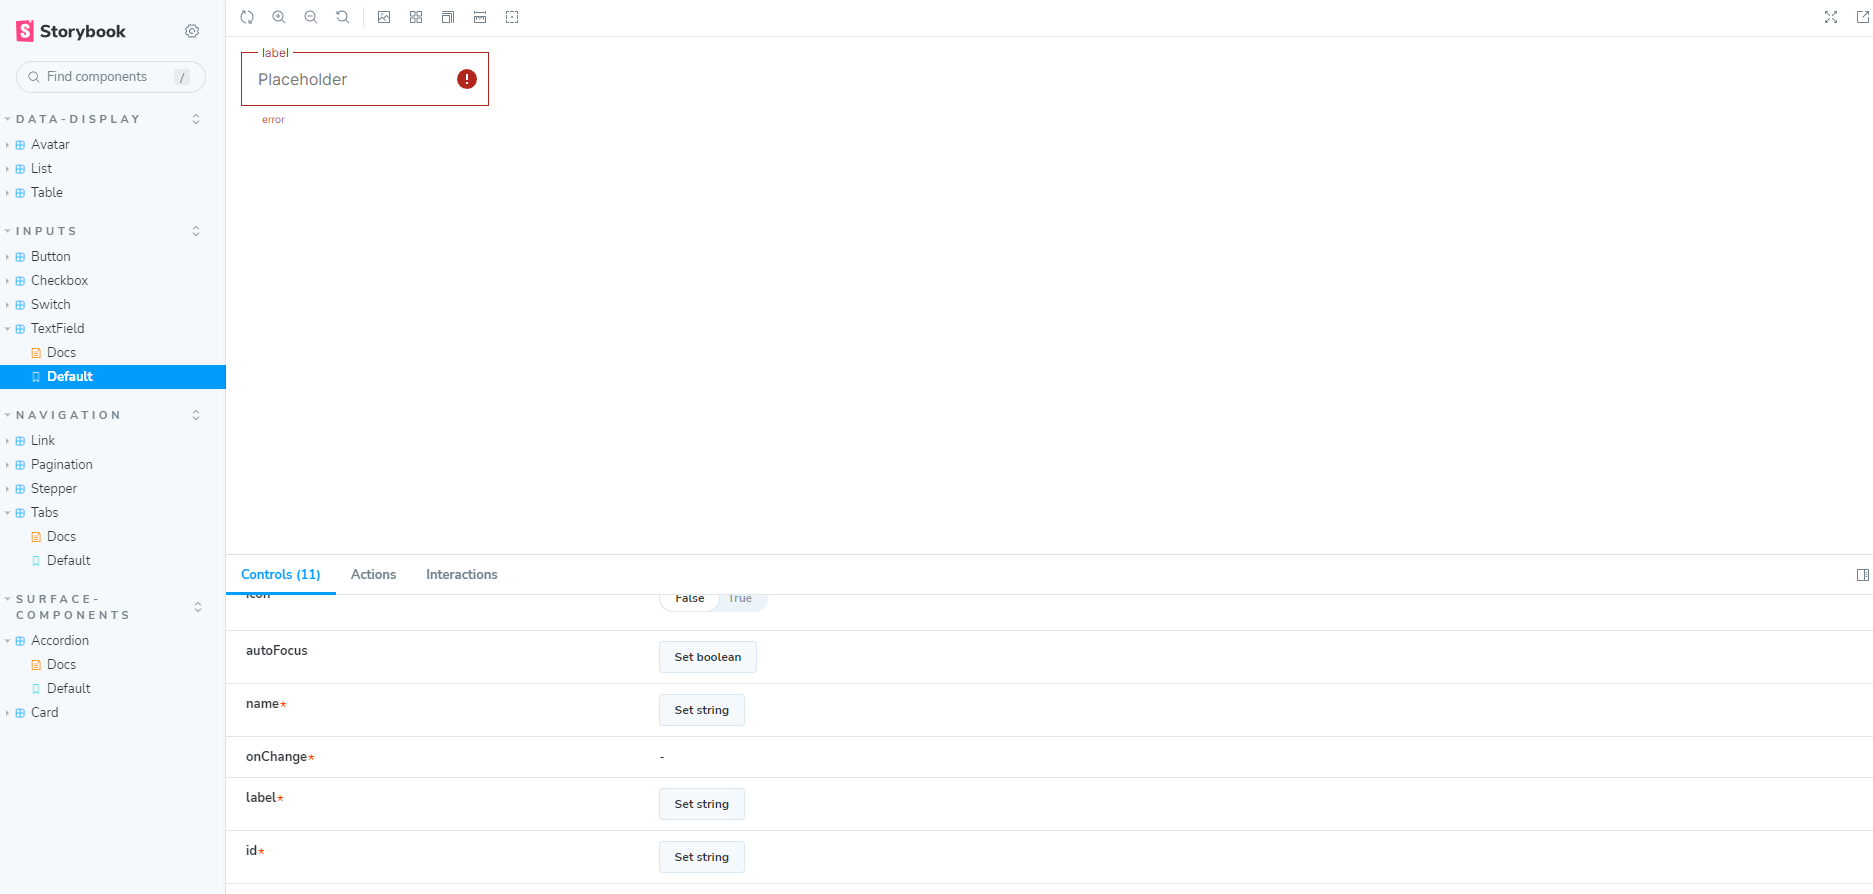 Storybook
Find components /
DATA-DISPLAY
Avatar
List
Table
INPUTS
Button
Checkbox
Switch
TextField
Docs
Default
NAVIGATION
Link
Pagination
Stepper
Tabs
Docs
Default
SURFACE-
COMPONENTS
Accordion
Docs
Default
Card
label
Placeholder
error
Controls (11) Actions Interactions
icon False True
autoFocus Set boolean
name* Set string
onChange* -
label* Set string
id* Set string